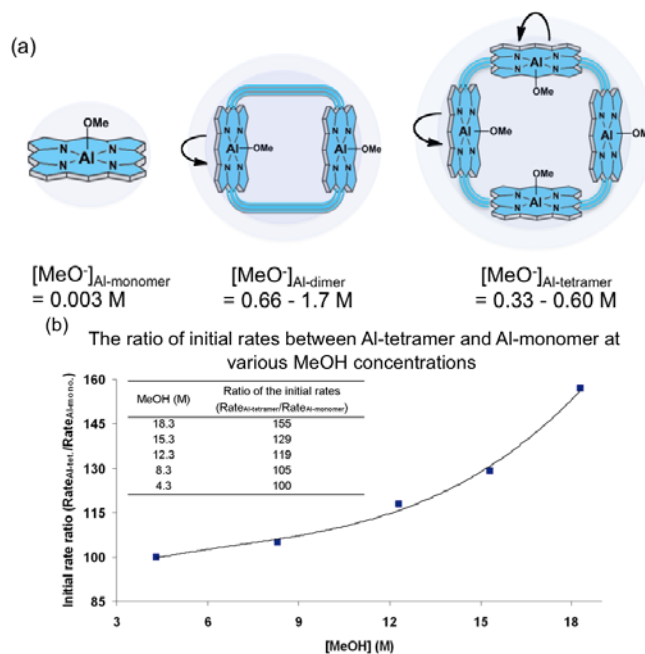 (a)
OMe
N N Al N N
OMe
N N Al N N
OMe
N N Al N N
OMe
N N Al N N
OMe
N N Al N N
OMe
N N Al N N
OMe
N N Al N N
[MeO-]Al-monomer
= 0.003 M
[MeO-]Al-dimer
= 0.66 - 1.7 M
[MeO-]Al-tetramer
= 0.33 - 0.60 M
(b)
The ratio of initial rates between Al-tetramer and Al-monomer at
various MeOH concentrations
Initial rate ratio (RateAl-tet./RateAl-mono.)
160
145
130
115
100
85
MeOH (M) Ratio of the initial rates
(RateAl-tetramer/RateAl-monomer)
18.3 155
15.3 129
12.3 119
8.3 105
4.3 100
3 6 9 12 15 18
[MeOH] (M)